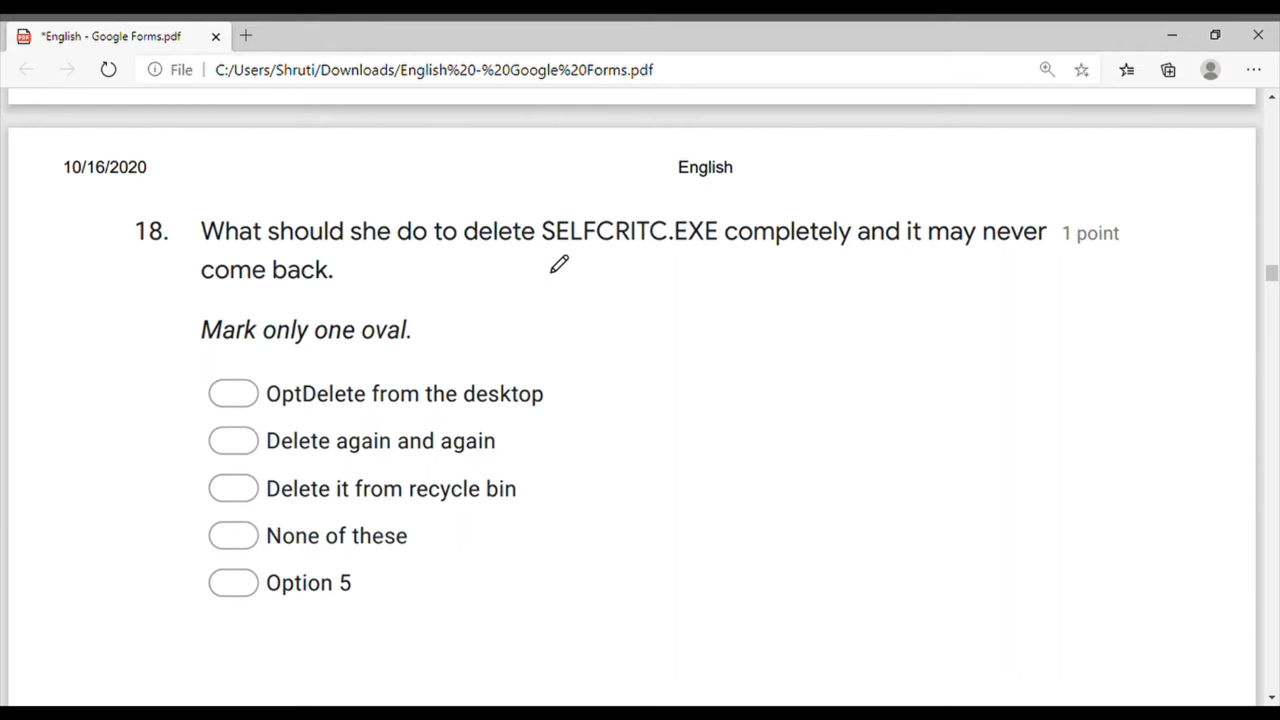 *English - Google Forms.pdf
File | C:/Users/Shruti/Downloads/English%20-%20Google%20Forms.pdf
10/16/2020 English
18. What should she do to delete SELFCRITC.EXE completely and it may never 1 point
come back.
Mark only one oval.
OptDelete from the desktop
Delete again and again
Delete it from recycle bin
None of these
Option 5